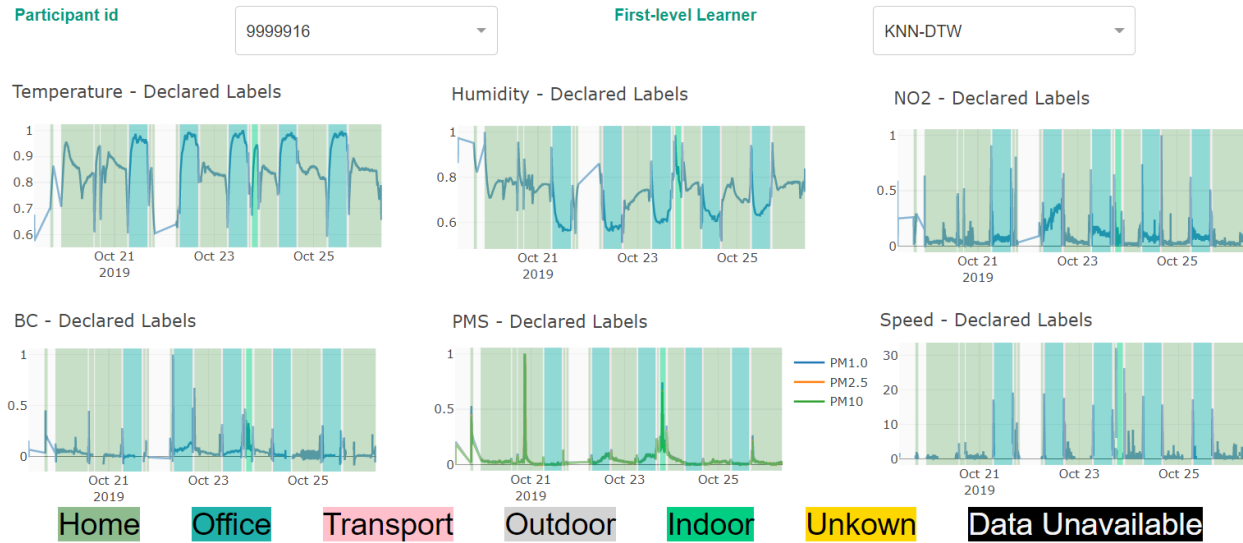 Participant id
9999916
First-level Learner
KNN-DTW
Temperature - Declared Labels
1
0.9
0.8
0.7
0.6
Oct 21
2019
Oct 23
Oct 25
Humidity - Declared Labels
1
0.8
0.6
Oct 21
2019
Oct 23
Oct 25
NO2 - Declared Labels
1
0.5
0
Oct 21
2019
Oct 23
Oct 25
BC - Declared Labels
1
0.5
0
Oct 21
2019
Oct 23
Oct 25
PMS - Declared Labels
1
0.5
0
Oct 21
2019
Oct 23
Oct 25
PM1.0
PM2.5
PM10
Speed - Declared Labels
30
20
10
0
Oct 21
2019
Oct 23
Oct 25
Home Office Transport Outdoor Indoor Unkown Data Unavailable